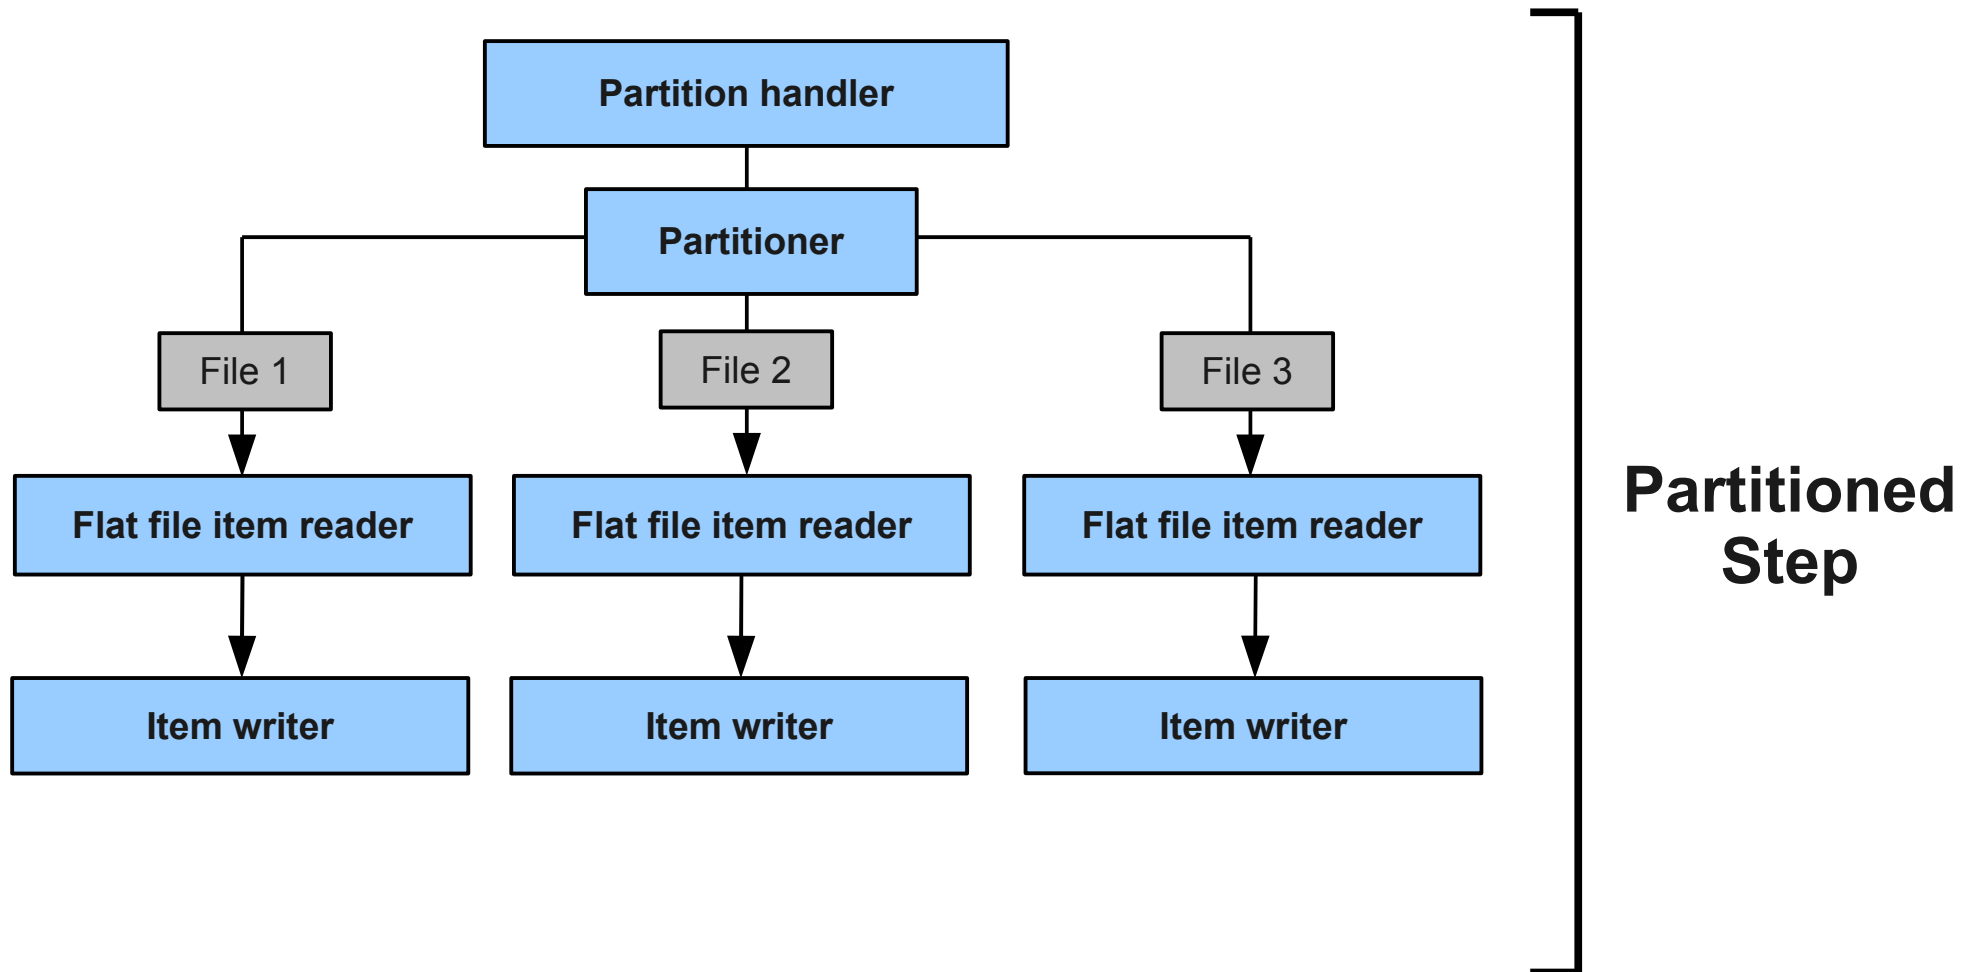 Partition handler
Partitioner
File 1
File 2
File 3
Flat file item reader
Flat file item reader
Flat file item reader
Partitioned
Step
Item writer
Item writer
Item writer